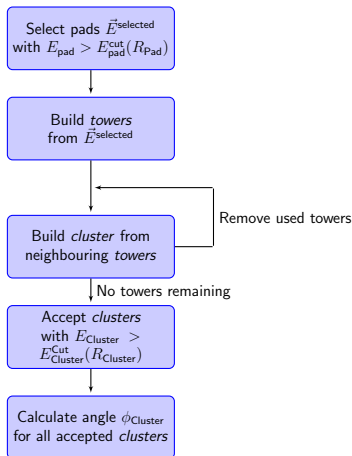 Select pads $\vec{E}^{\text{selected}}$
with $E_{\text{pad}} > E_{\text{pad}}^{\text{cut}}(R_{\text{Pad}})$
Build towers
from $\vec{E}^{\text{selected}}$
Build cluster from
neighbouring towers
Remove used towers
No towers remaining
Accept clusters
with $E_{\text{Cluster}} >$
$E_{\text{Cluster}}^{\text{Cut}}(R_{\text{Cluster}})$
Calculate angle $\phi_{\text{Cluster}}$
for all accepted clusters